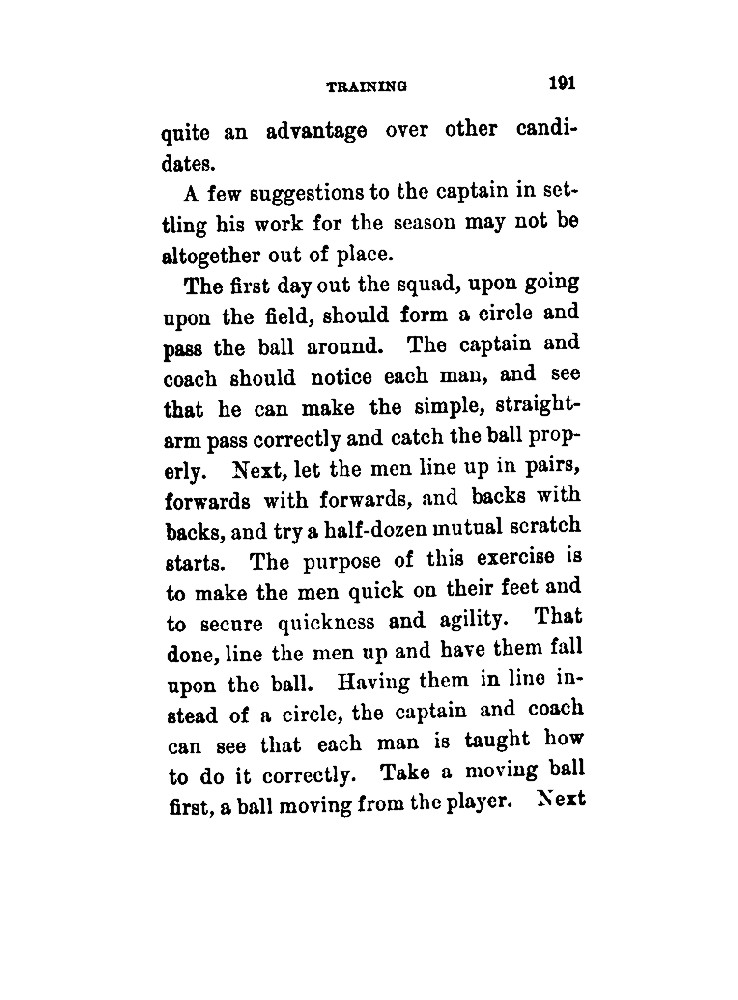 TRAINING 191
quite an advantage over other candi-
dates.
A few suggestions to the captain in set-
tling his work for the season may not be
altogether out of place.
The first day out the squad, upon going
upon the field, should form a circle and
pass the ball around. The captain and
coach should notice each man, and see
that he can make the simple, straight-
arm pass correctly and catch the ball prop-
erly. Next, let the men line up in pairs,
forwards with forwards, and backs with
backs, and try a half-dozen mutual scratch
starts. The purpose of this exercise is
to make the men quick on their feet and
to secure quickness and agility. That
done, line the men up and have them fall
upon the ball. Having them in line in-
stead of a circle, the captain and coach
can see that each man is taught how
to do it correctly. Take a moving ball
first, a ball moving from the player. Next